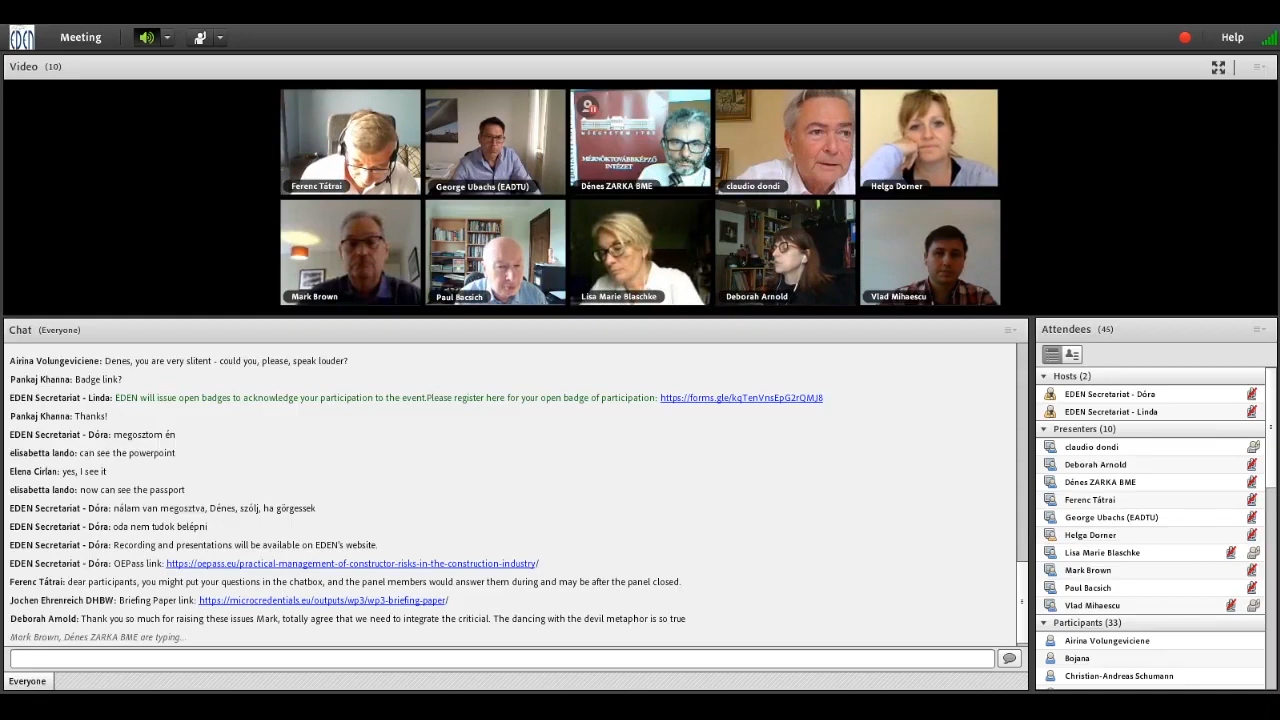 EDEN
Meeting
Help
Video (10)
Ferenc Tátrai
George Ubachs (EADTU)
MŰEGYETEM 1782
MÉRNÖKTOVÁBBKÉPZŐ
INTÉZET
Dénes ZARKA BME
claudio dondi
Helga Dorner
Mark Brown
Paul Bacsich
Lisa Marie Blaschke
Deborah Arnold
Vlad Mihaescu
Chat (Everyone)
Airina Volungeviciene: Denes, you are very slitent - could you, please, speak louder?
Pankaj Khanna: Badge link?
EDEN Secretariat - Linda: EDEN will issue open badges to acknowledge your participation to the event.Please register here for your open badge of participation: https://forms.gle/kqTenVnsEpG2rQMJ8
Pankaj Khanna: Thanks!
EDEN Secretariat - Dóra: megosztom én
elisabetta lando: can see the powerpoint
Elena Cirlan: yes, I see it
elisabetta lando: now can see the passport
EDEN Secretariat - Dóra: nálam van megosztva, Dénes, szólj, ha görgessek
EDEN Secretariat - Dóra: oda nem tudok belépni
EDEN Secretariat - Dóra: Recording and presentations will be available on EDEN's website.
EDEN Secretariat - Dóra: OEPass link: https://oepass.eu/practical-management-of-constructor-risks-in-the-construction-industry/
Ferenc Tátrai: dear participants, you might put your questions in the chatbox, and the panel members would answer them during and may be after the panel closed.
Jochen Ehrenreich DHBW: Briefing Paper link: https://microcredentials.eu/outputs/wp3/wp3-briefing-paper/
Deborah Arnold: Thank you so much for raising these issues Mark, totally agree that we need to integrate the criticial. The dancing with the devil metaphor is so true
Mark Brown, Dénes ZARKA BME are typing...
Everyone
Attendees (45)
Hosts (2)
EDEN Secretariat - Dóra
EDEN Secretariat - Linda
Presenters (10)
claudio dondi
Deborah Arnold
Dénes ZARKA BME
Ferenc Tátrai
George Ubachs (EADTU)
Helga Dorner
Lisa Marie Blaschke
Mark Brown
Paul Bacsich
Vlad Mihaescu
Participants (33)
Airina Volungeviciene
Bojana
Christian-Andreas Schumann